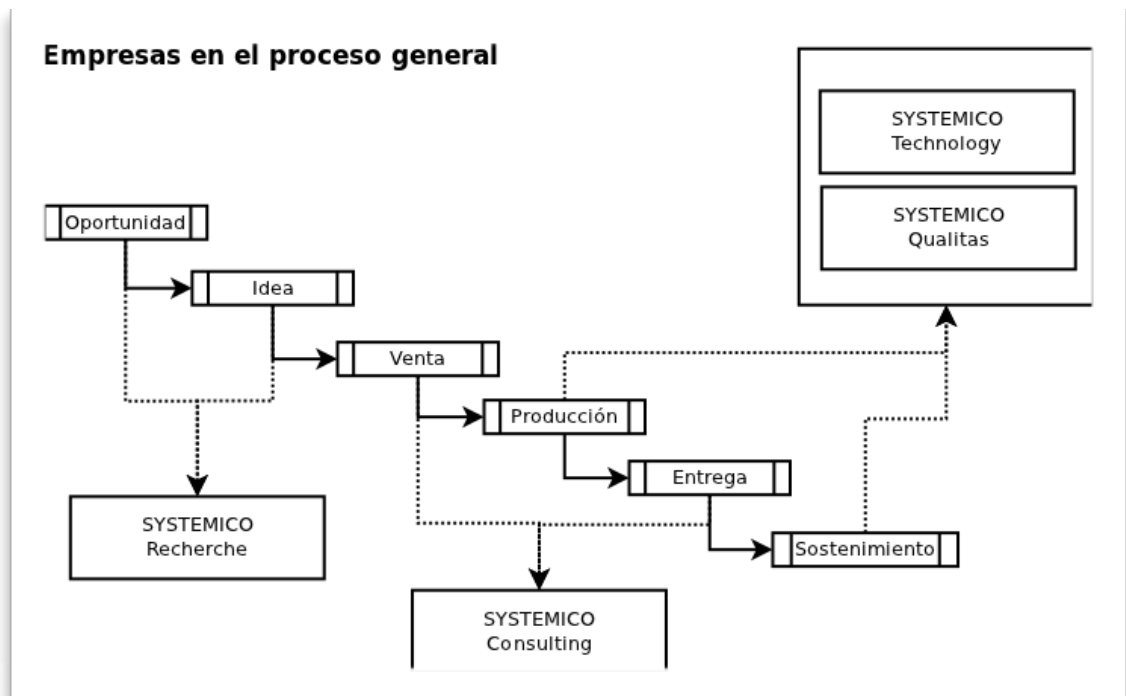 Empresas en el proceso general
SYSTEMICO
Technology
SYSTEMICO
Qualitas
Oportunidad
Idea
Venta
Producción
Entrega
Sostenimiento
SYSTEMICO
Recherche
SYSTEMICO
Consulting